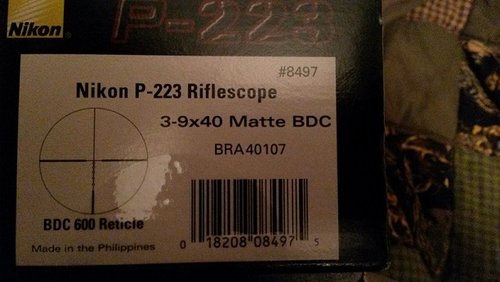 Nikon
P-223
#8497
Nikon P-223 Riflescope
3-9x40 Matte BDC
BRA40107
BDC 600 Reticle
Made in the Philippines
0 18208 08497 5